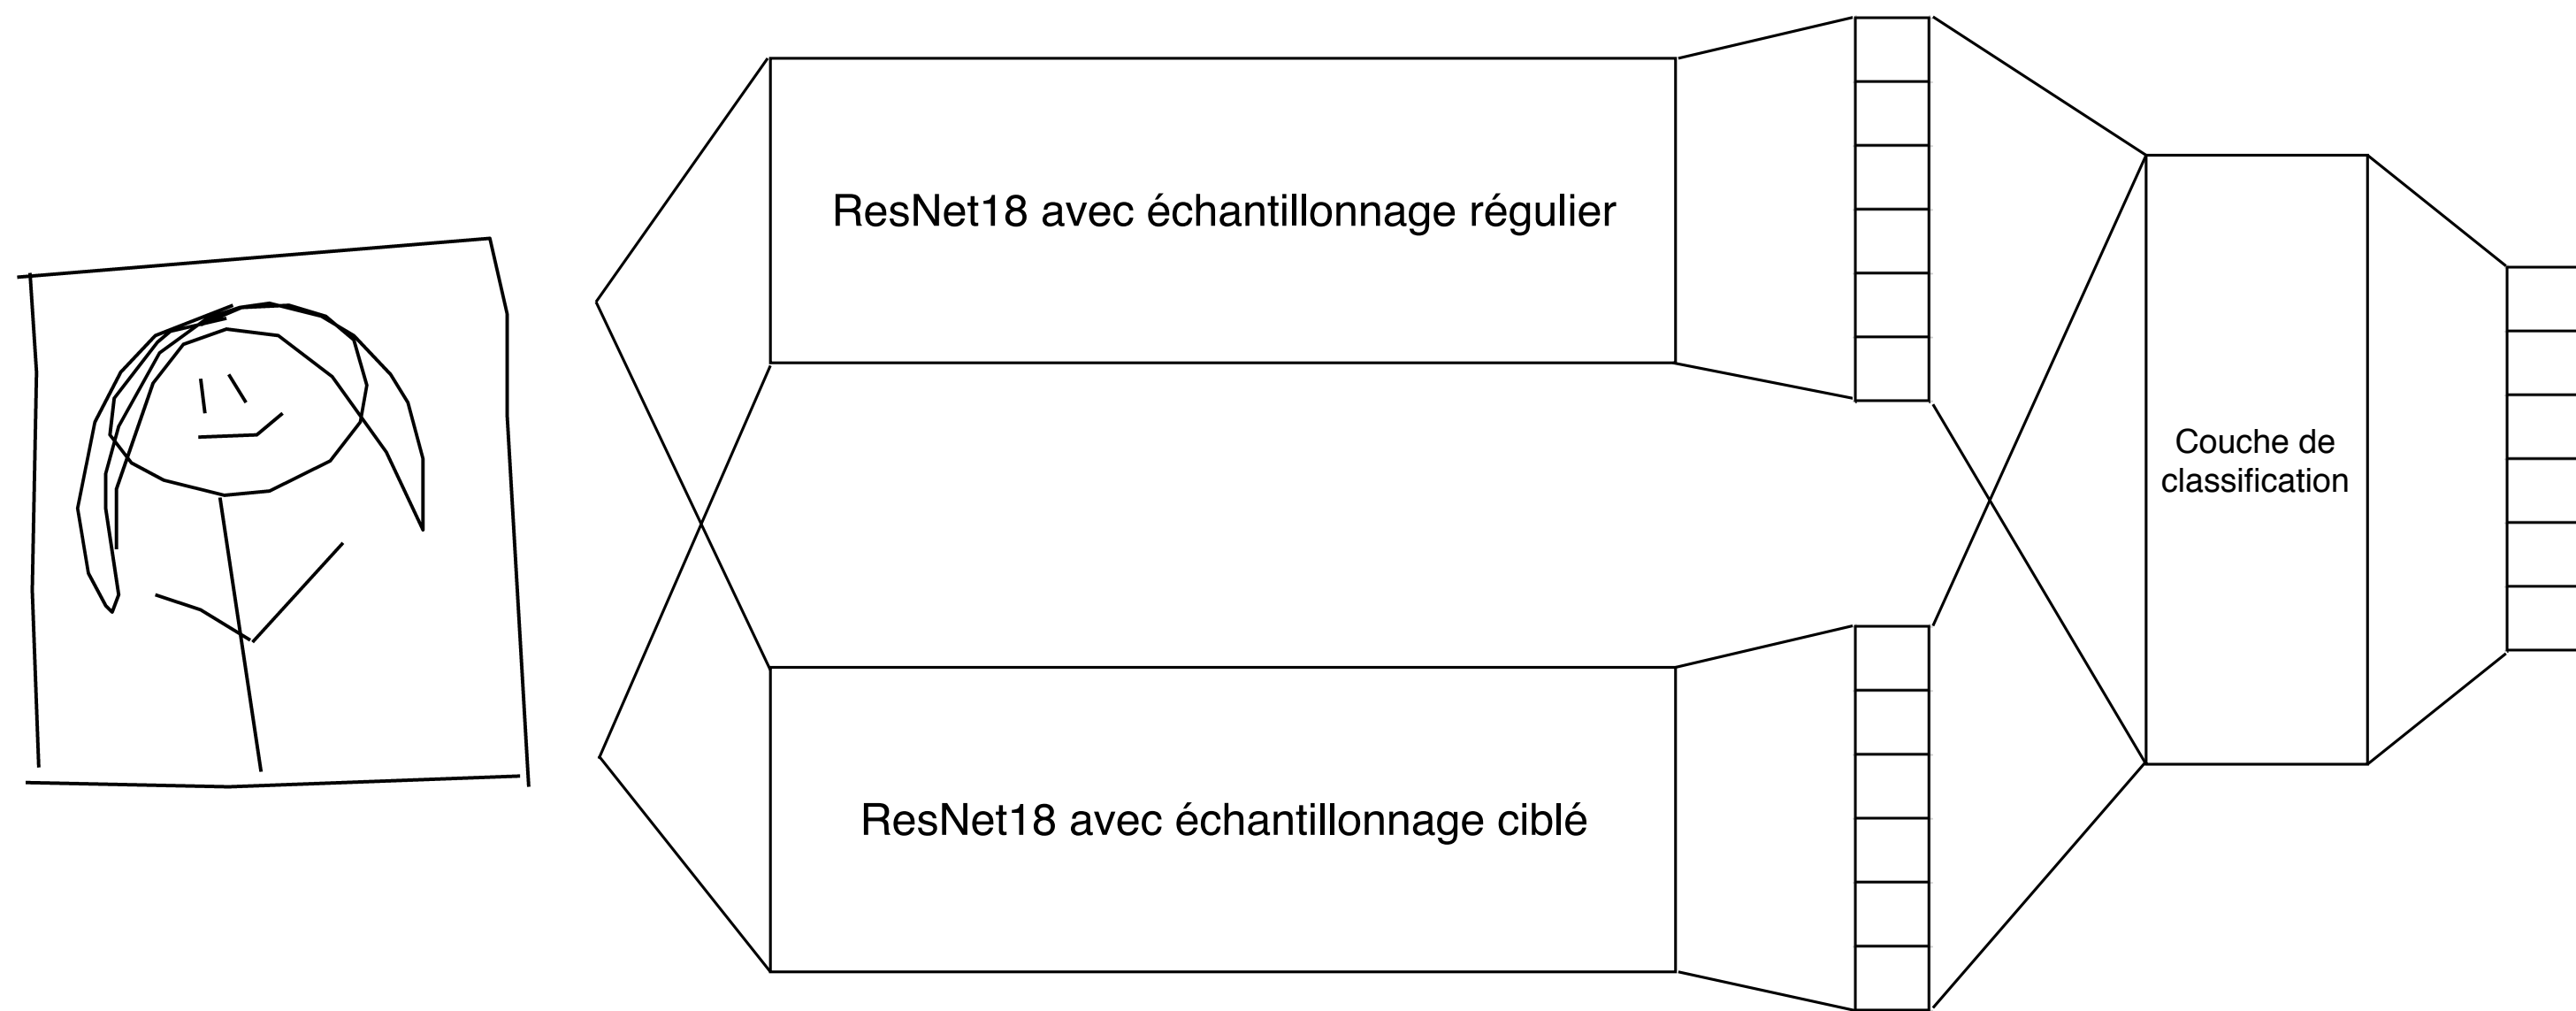 ResNet18 avec échantillonnage régulier
Couche de
classification
ResNet18 avec échantillonnage ciblé